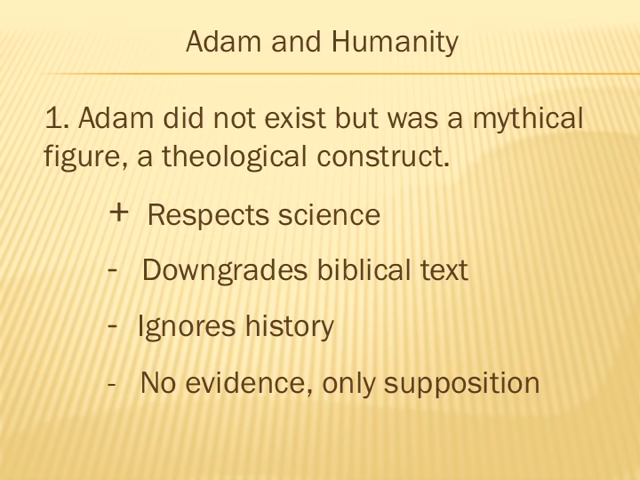 Adam and Humanity
1. Adam did not exist but was a mythical
figure, a theological construct.
+ Respects science
- Downgrades biblical text
- Ignores history
- No evidence, only supposition